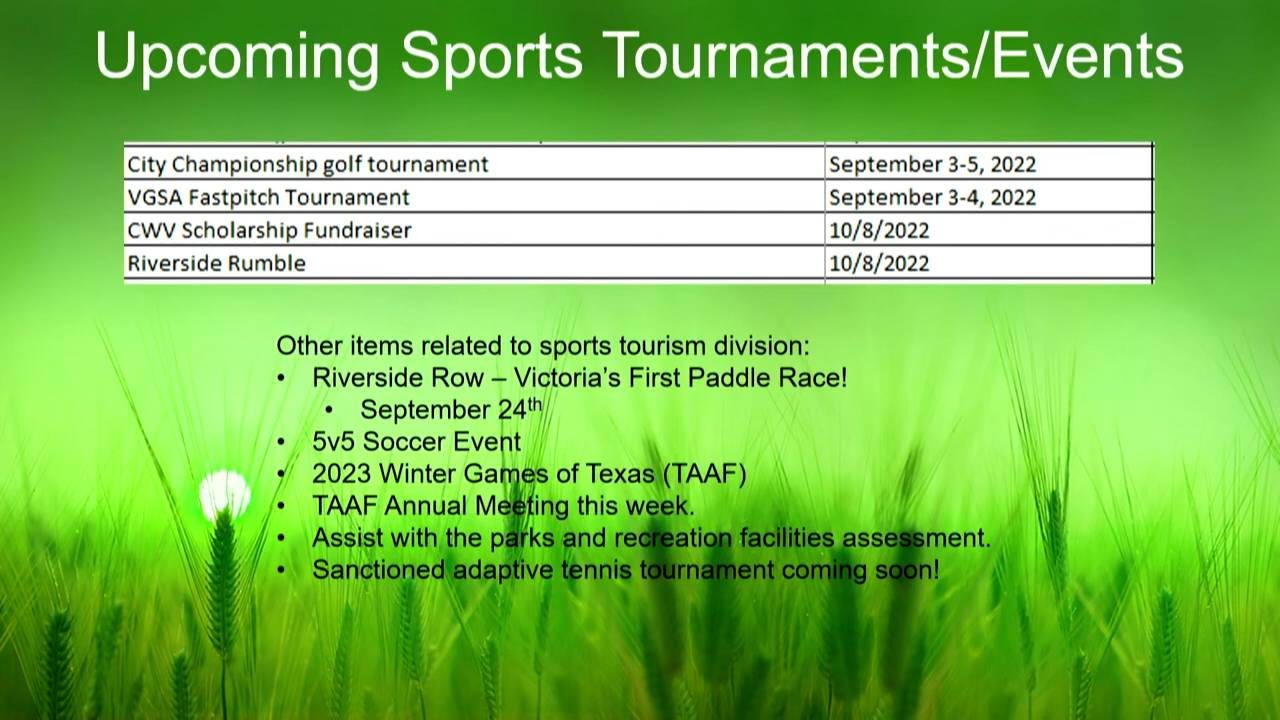 Upcoming Sports Tournaments/Events
City Championship golf tournament September 3-5, 2022
VGSA Fastpitch Tournament September 3-4, 2022
CWV Scholarship Fundraiser 10/8/2022
Riverside Rumble 10/8/2022
Other items related to sports tourism division:
• Riverside Row – Victoria's First Paddle Race!
• September 24th
• 5v5 Soccer Event
• 2023 Winter Games of Texas (TAAF)
• TAAF Annual Meeting this week.
• Assist with the parks and recreation facilities assessment.
• Sanctioned adaptive tennis tournament coming soon!